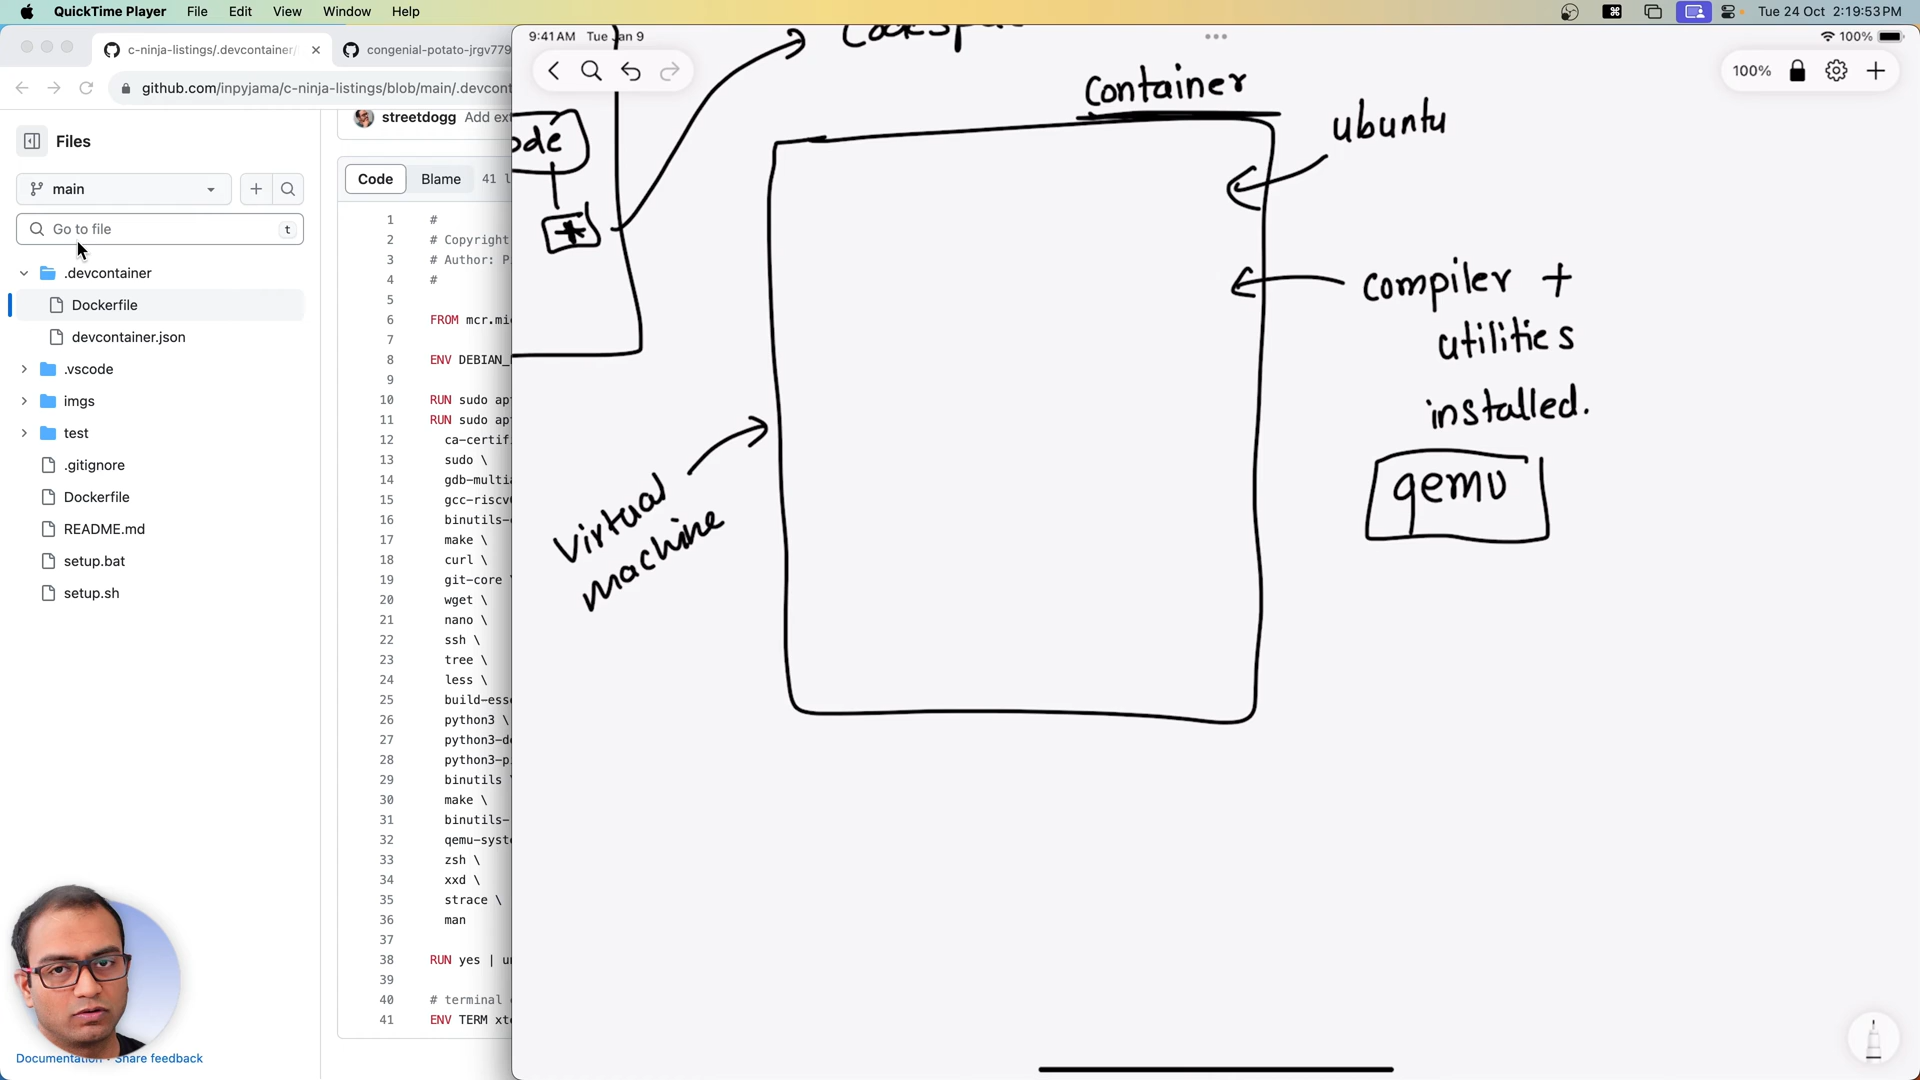 QuickTime Player File Edit View Window Help
Tue 24 Oct 2:19:53 PM
c-ninja-listings/.devcontainer/
congenial-potato-jrgv779
github.com/inpyjama/c-ninja-listings/blob/main/.devcont
Files
main
Go to file
t
.devcontainer
Dockerfile
devcontainer.json
.vscode
imgs
test
.gitignore
Dockerfile
README.md
setup.bat
setup.sh
Documentation · Share feedback
streetdogg Add ex
Code Blame 41 l
1 #
2 # Copyright
3 # Author: P
4 #
5
6 FROM mcr.mi
7
8 ENV DEBIAN_
9
10 RUN sudo ap
11 RUN sudo ap
12 ca-certif
13 sudo \
14 gdb-multi
15 gcc-riscv
16 binutils-
17 make \
18 curl \
19 git-core \
20 wget \
21 nano \
22 ssh \
23 tree \
24 less \
25 build-ess
26 python3 \
27 python3-d
28 python3-p
29 binutils \
30 make \
31 binutils-
32 qemu-syst
33 zsh \
34 xxd \
35 strace \
36 man
37
38 RUN yes | u
39
40 # terminal
41 ENV TERM xt
9:41 AM Tue Jan 9
100%
100%
ode
*
Container
ubuntu
compiler +
utilities
installed.
qemu
virtual
machine